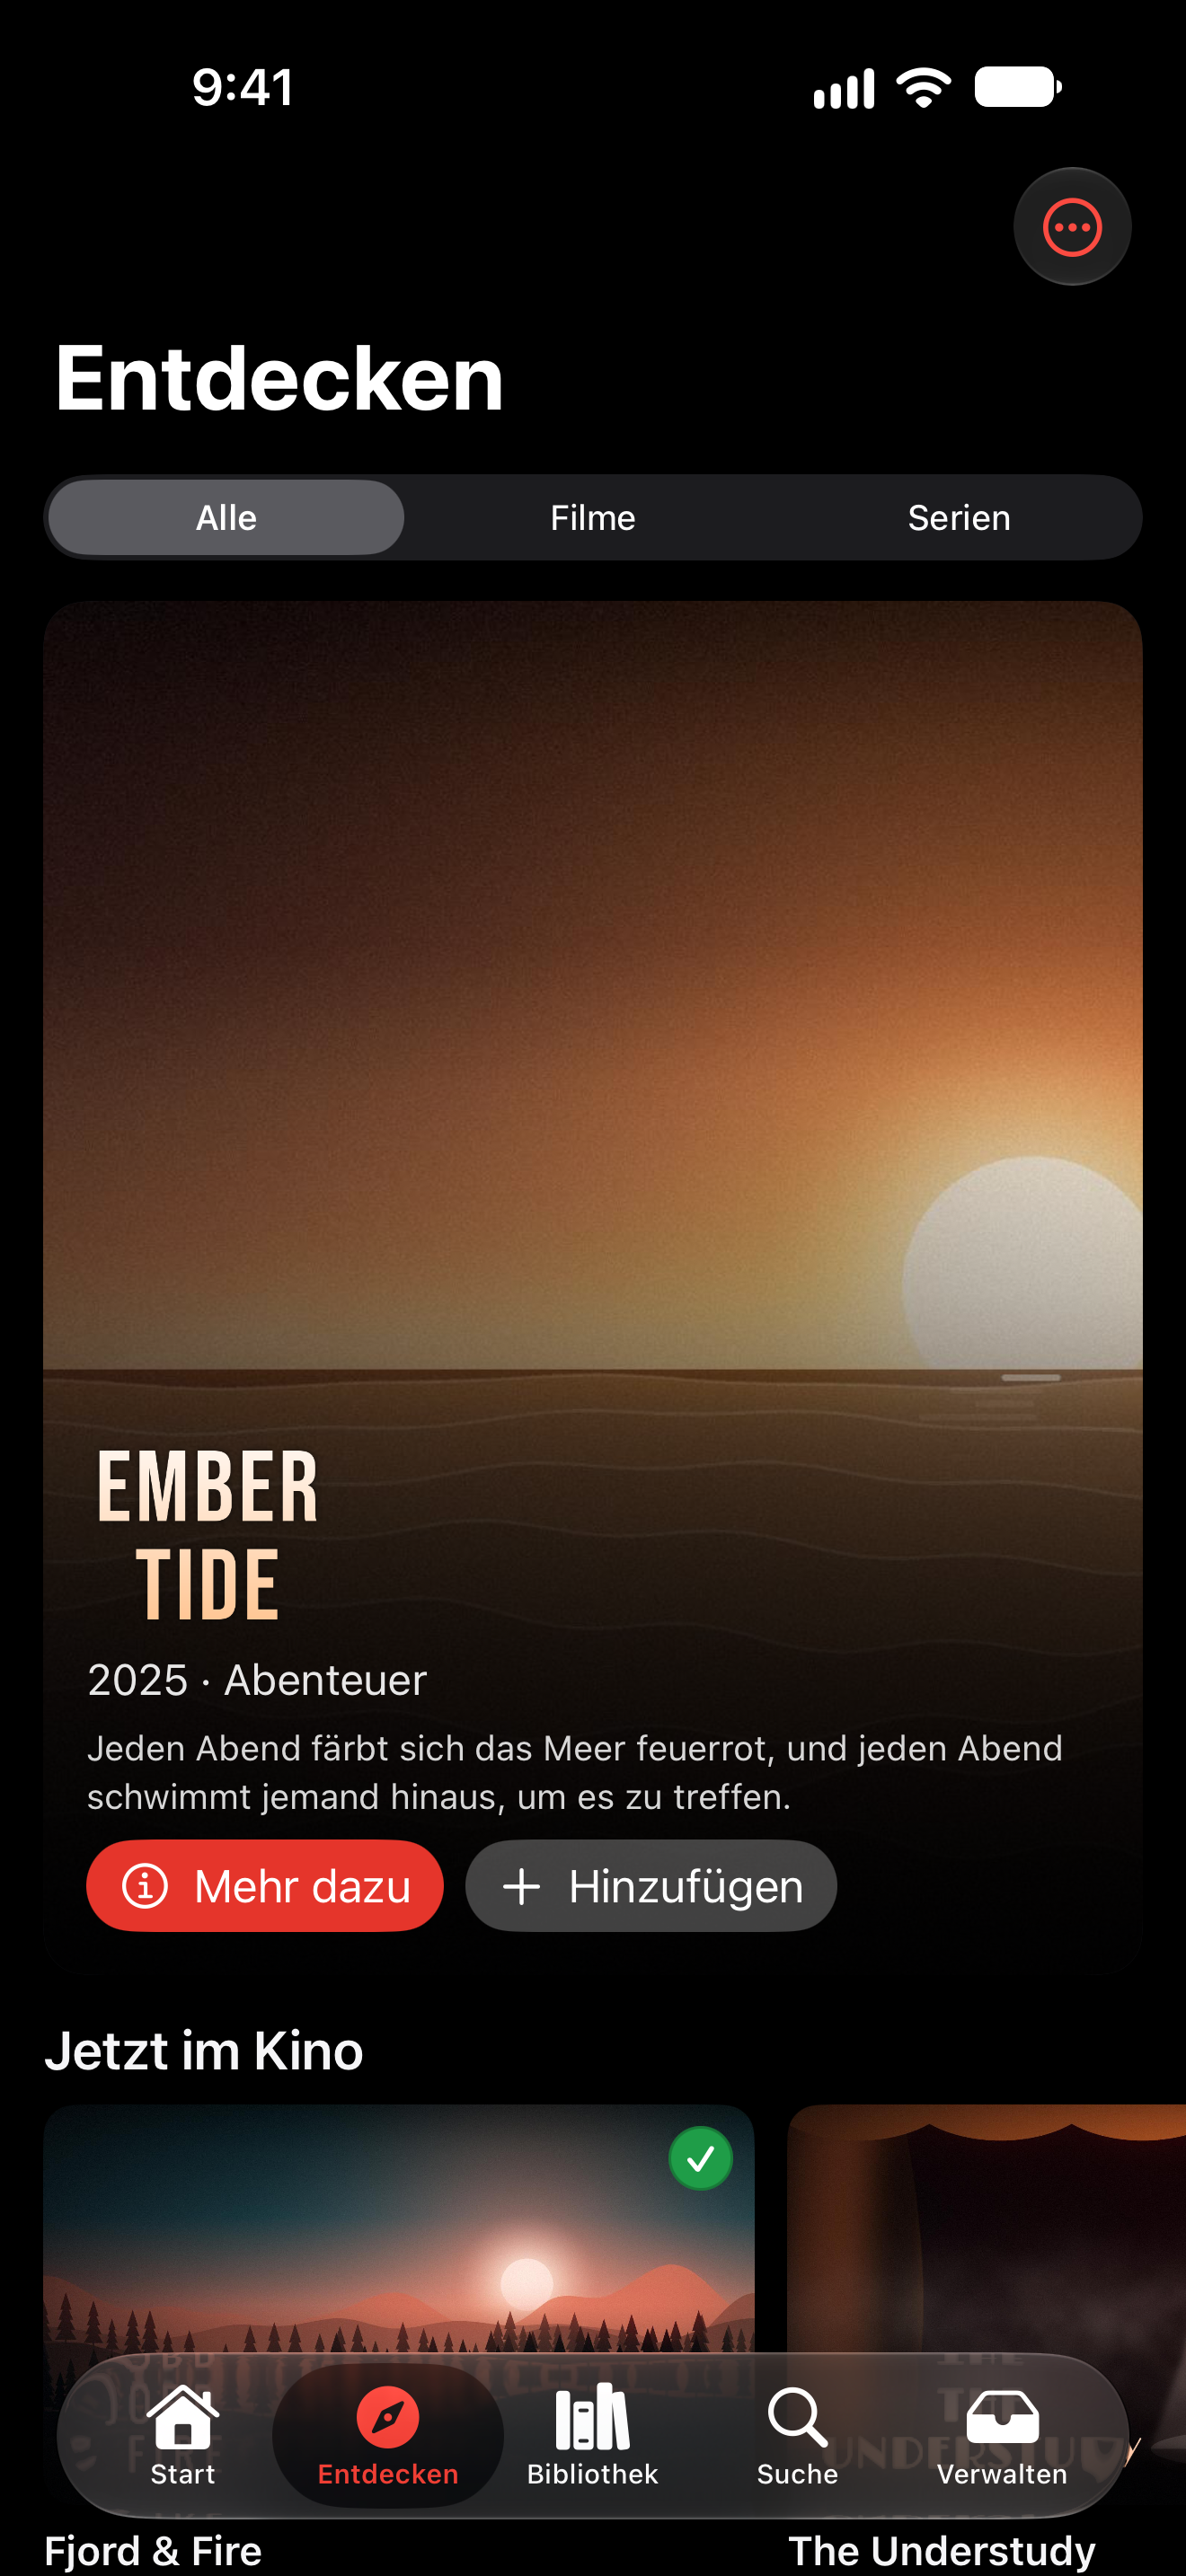 9:41
Entdecken
Alle
Filme
Serien
EMBER
TIDE
2025 · Abenteuer
Jeden Abend färbt sich das Meer feuerrot, und jeden Abend
schwimmt jemand hinaus, um es zu treffen.
Mehr dazu
Hinzufügen
Jetzt im Kino
Start
Entdecken
Bibliothek
Suche
Verwalten
Fjord & Fire
The Understudy